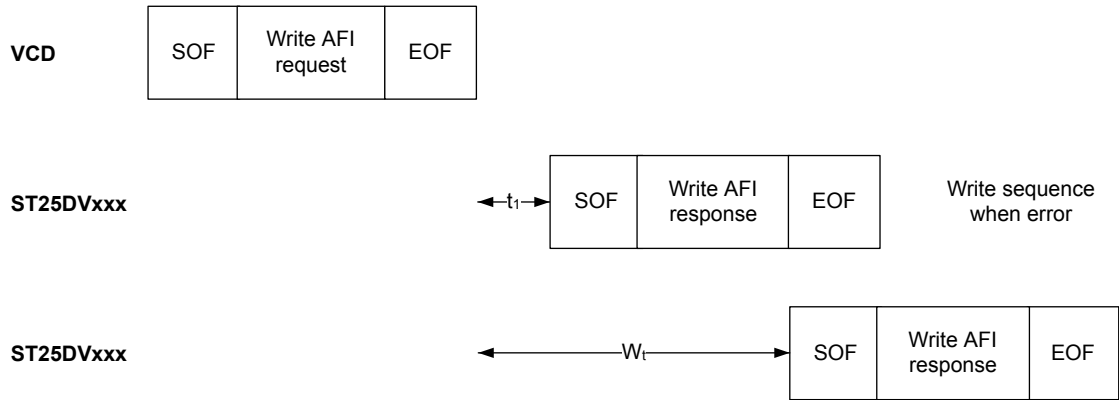 VCD
SOF
Write AFI
request
EOF
ST25DVxxx
t1
SOF
Write AFI
response
EOF
Write sequence
when error
ST25DVxxx
Wt
SOF
Write AFI
response
EOF